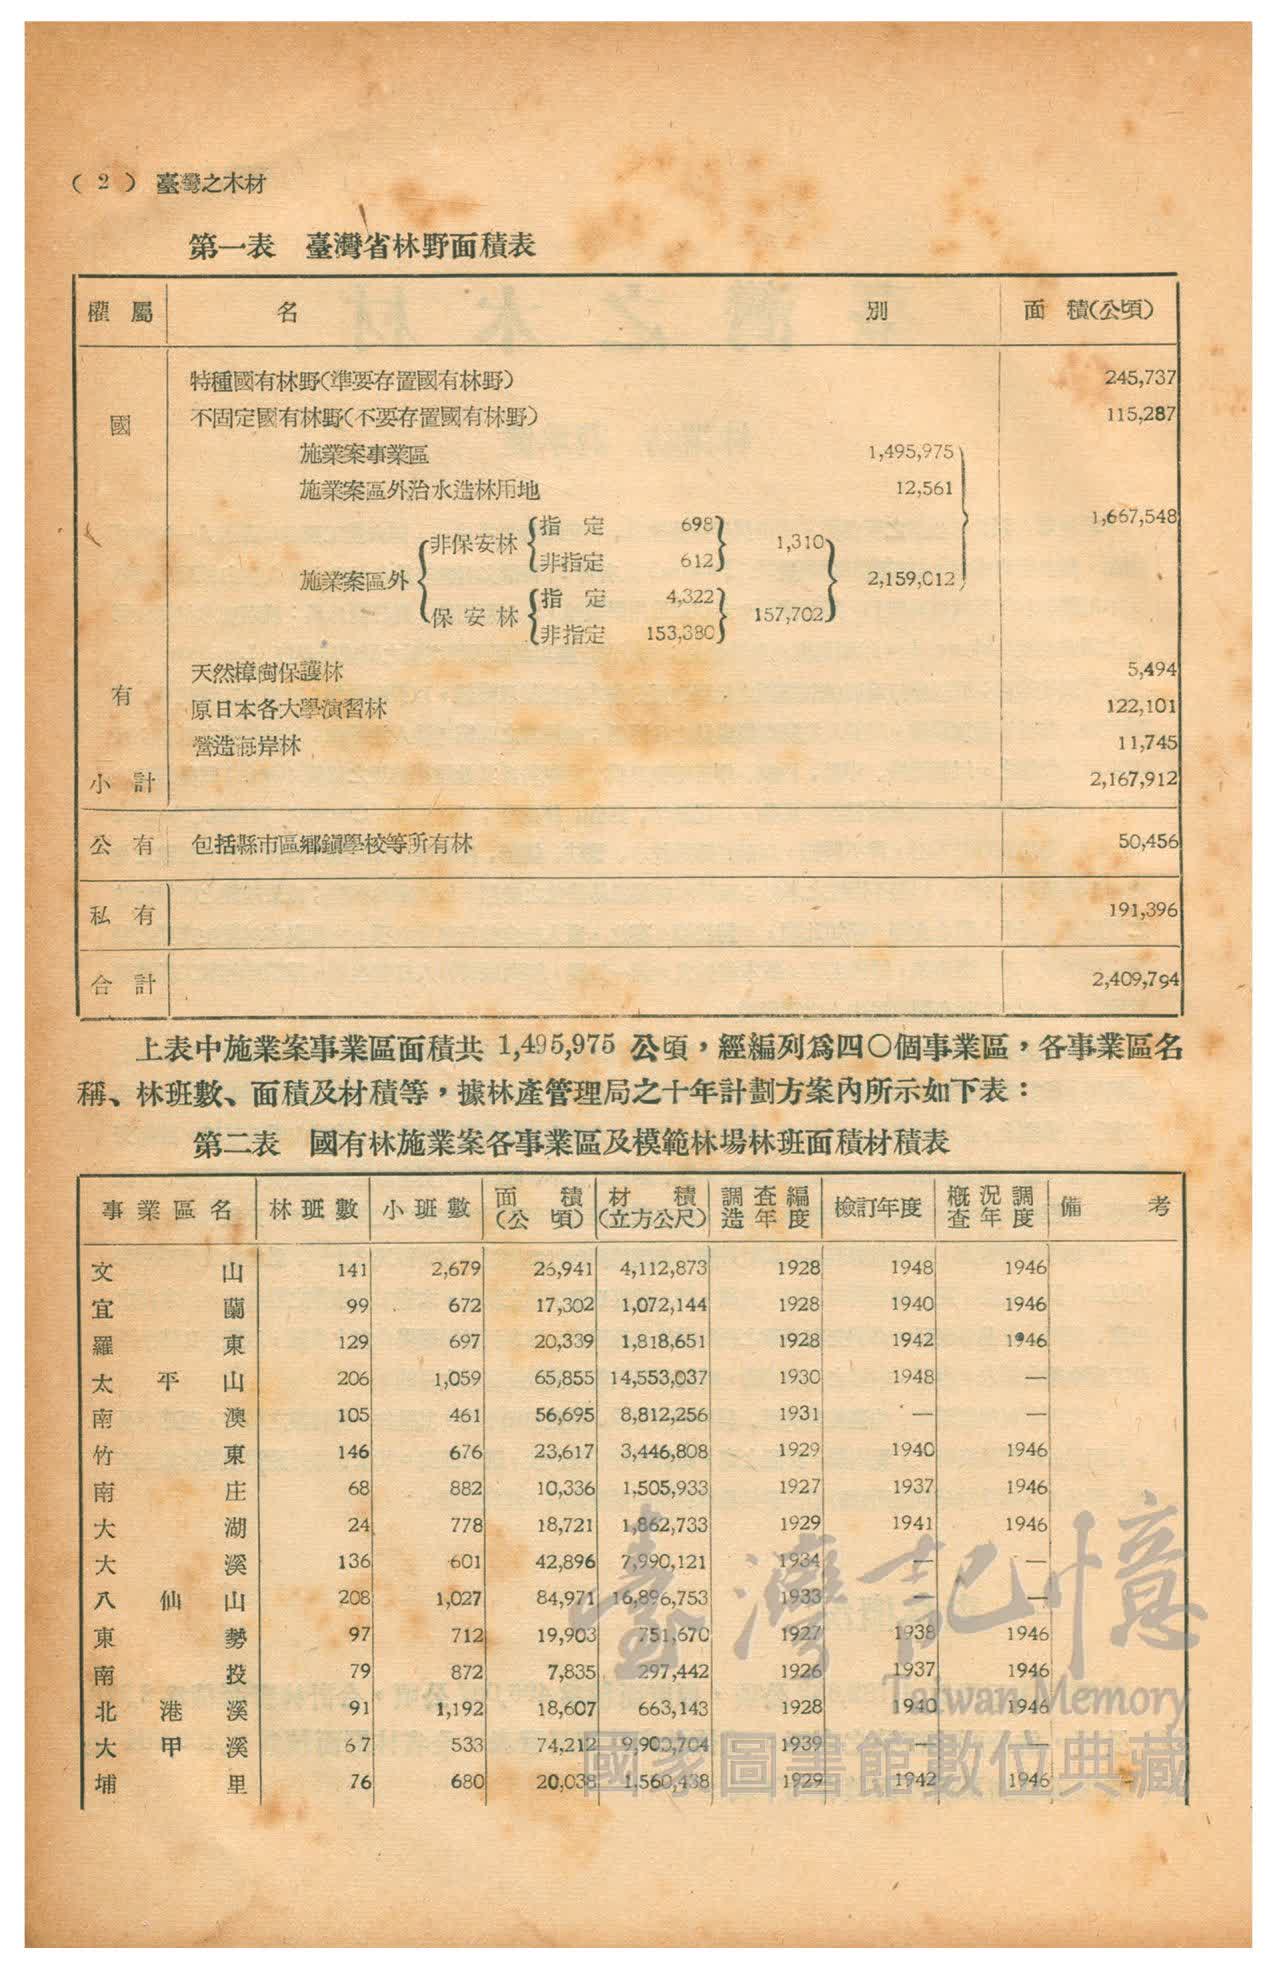 ( 2 ) 臺灣之木材
第一表　臺灣省林野面積表
權屬　名　別　面積(公頃)
特種國有林野(準要存置國有林野)　245,737
國　不固定國有林野(不要存置國有林野)　115,287
施業案事業區　1,495,975
施業案區外治水造林用地　12,561
1,667,548
非保安林　指定　698　1,310
非指定　612
施業案區外　2,159,012
保安林　指定　4,322　157,702
非指定　153,380
天然樟樹保護林　5,494
有　原日本各大學演習林　122,101
營造海岸林　11,745
小計　2,167,912
公有　包括縣市區鄉鎭學校等所有林　50,456
私有　191,396
合計　2,409,794
上表中施業案事業區面積共 1,495,975 公頃，經編列爲四〇個事業區，各事業區名
稱、林班數、面積及材積等，據林產管理局之十年計劃方案內所示如下表：
第二表　國有林施業案各事業區及模範林場林班面積材積表
事業區名　林班數　小班數　面積(公頃)　材積(立方公尺)　調查編造年度　檢訂年度　概況調查年度　備考
文山　141　2,679　26,941　4,112,873　1928　1948　1946
宜蘭　99　672　17,302　1,072,144　1928　1940　1946
羅東　129　697　20,339　1,818,651　1928　1942　1946
太平山　206　1,059　65,855　14,553,037　1930　1948　—
南澳　105　461　56,695　8,812,256　1931　—　—
竹東　146　676　23,617　3,446,808　1929　1940　1946
南庄　68　882　10,336　1,505,933　1927　1937　1946
大湖　24　778　18,721　1,862,733　1929　1941　1946
大溪　136　601　42,896　7,990,121　1934　—　—
八仙山　208　1,027　84,971　16,896,753　1933　—　—
東勢　97　712　19,903　751,670　1927　1938　1946
南投　79　872　7,835　297,442　1926　1937　1946
北港溪　91　1,192　18,607　663,143　1928　1940　1946
大甲溪　67　533　74,212　9,900,704　1939　—　—
埔里　76　680　20,038　1,560,438　1929　1942　1946
臺灣記憶
Taiwan Memory
國家圖書館數位典藏